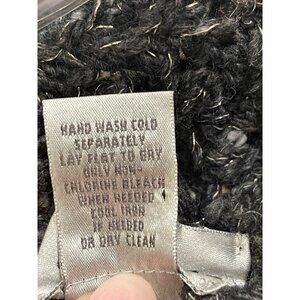 HAND WASH COLD
SEPARATELY
LAY FLAT TO DRY
ONLY NON-
CHLORINE BLEACH
WHEN NEEDED
COOL IRON
IF NEEDED
OR DRY CLEAN